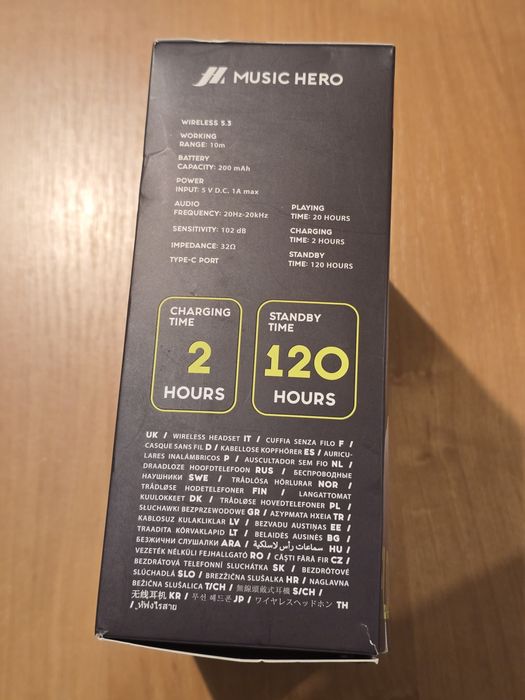 MUSIC HERO
WIRELESS 5.3
WORKING
RANGE: 10m
BATTERY
CAPACITY: 200 mAh
POWER
INPUT: 5 V D.C. 1A max
AUDIO
FREQUENCY: 20Hz-20kHz
SENSITIVITY: 102 dB
IMPEDANCE: 32Ω
TYPE-C PORT
PLAYING
TIME: 20 HOURS
CHARGING
TIME: 2 HOURS
STANDBY
TIME: 120 HOURS
CHARGING
TIME
2
HOURS
STANDBY
TIME
120
HOURS
UK / WIRELESS HEADSET IT / CUFFIA SENZA FILO F /
CASQUE SANS FIL D / KABELLOSE KOPFHÖRER ES / AURICU-
LARES INALÁMBRICOS P / AUSCULTADOR SEM FIO NL /
DRAADLOZE HOOFDTELEFOON RUS / БЕСПРОВОДНЫЕ
НАУШНИКИ SWE / TRÅDLÖSA HÖRLURAR NOR /
TRÅDLØSE HODETELEFONER FIN / LANGATTOMAT
KUULOKKEET DK / TRÅDLØSE HOVEDTELEFONER PL /
SŁUCHAWKI BEZPRZEWODOWE GR / ΑΣΥΡΜΑΤΑ ΗΧΕΙΑ TR /
KABLOSUZ KULAKLIKLAR LV / BEZVADU AUSTIŅAS EE /
TRAADITA KÕRVAKLAPID LT / BELAIDĖS AUSINĖS BG /
БЕЗЖИЧНИ СЛУШАЛКИ ARA / سماعات رأس لاسلكية HU /
VEZETÉK NÉLKÜLI FEJHALLGATÓ RO / CĂȘTI FĂRĂ FIR CZ /
BEZDRÁTOVÁ TELEFONNÍ SLUCHÁTKA SK / BEZDRÔTOVÉ
SLÚCHADLÁ SLO / BREZŽIČNA SLUŠALKA HR / NAGLAVNA
BEŽIČNA SLUŠALICA T/CH / 無線頭戴式耳機 S/CH /
无线耳机 KR / 무선 헤드폰 JP / ワイヤレスヘッドホン TH
/ หูฟังไร้สาย